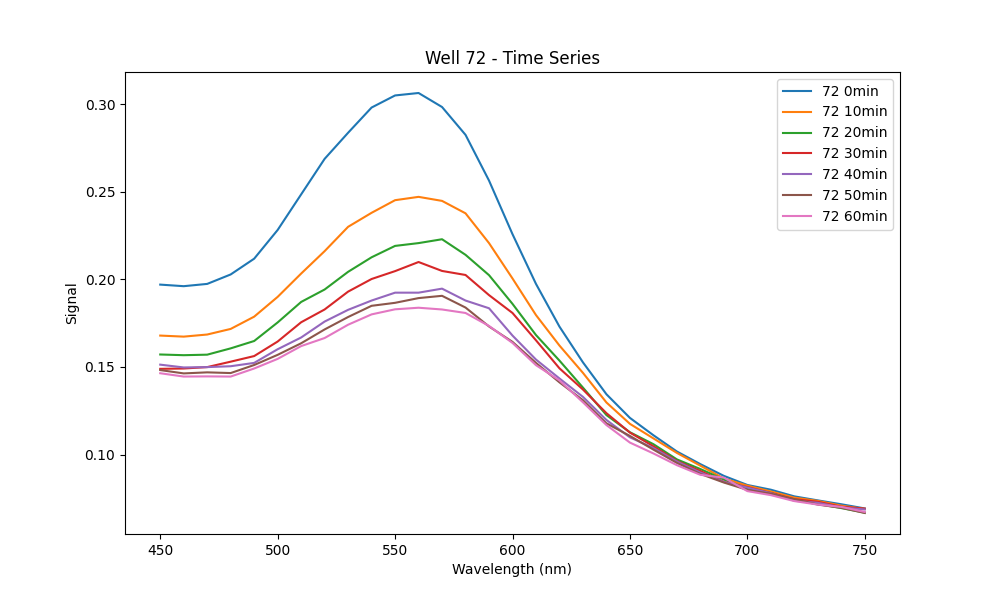 Well 72 - Time Series
72 0min
72 10min
72 20min
72 30min
72 40min
72 50min
72 60min
0.30
0.25
0.20
0.15
0.10
Signal
450 500 550 600 650 700 750
Wavelength (nm)